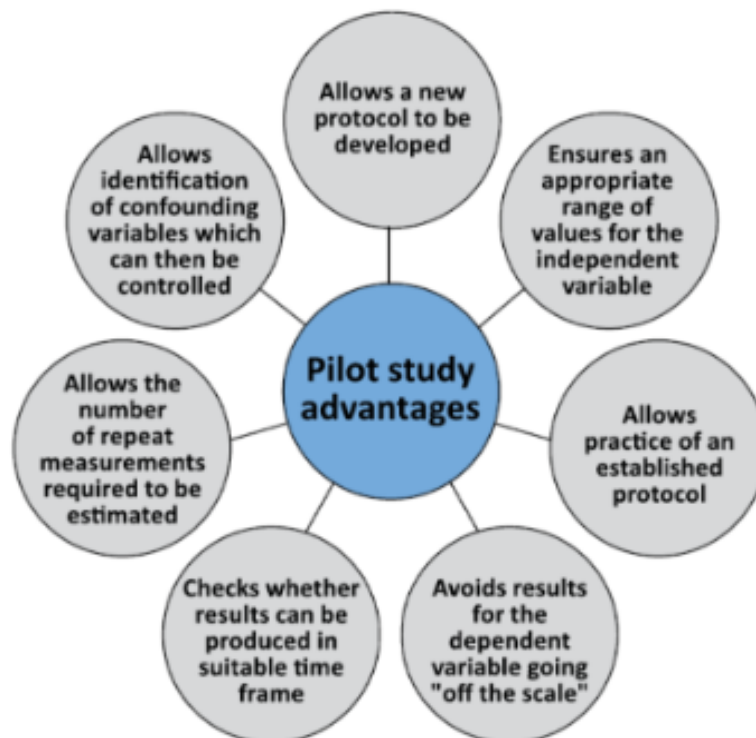 Allows a new
protocol to be
developed
Ensures an
appropriate
range of
values for the
independent
variable
Allows
practice of an
established
protocol
Avoids results
for the
dependent
variable going
"off the scale"
Checks whether
results can be
produced in
suitable time
frame
Allows the
number
of repeat
measurements
required to be
estimated
Allows
identification
of confounding
variables which
can then be
controlled
Pilot study
advantages